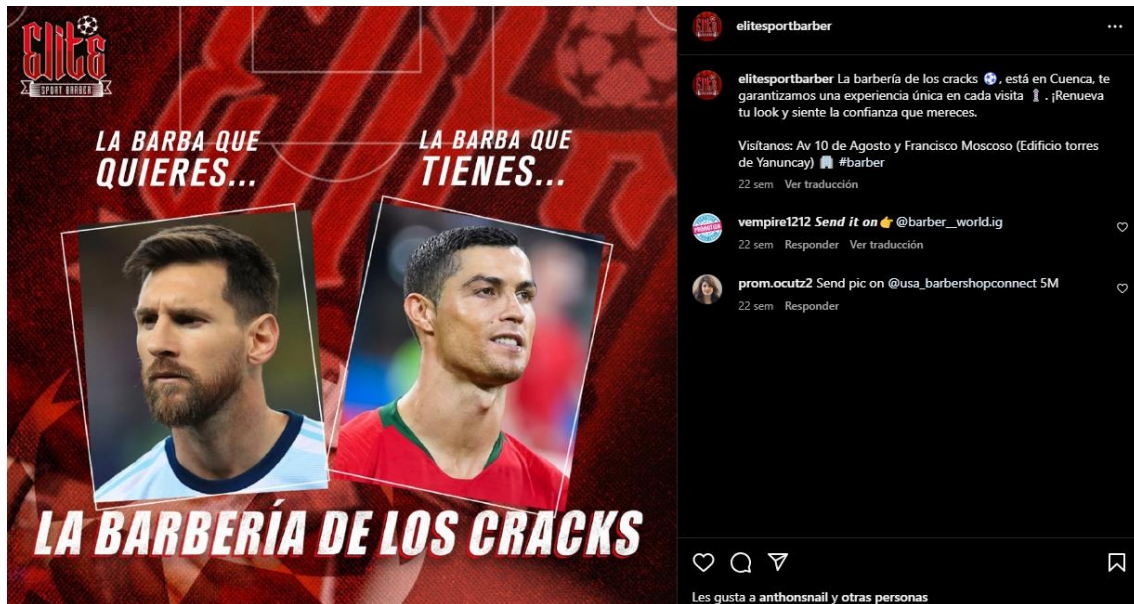 Elite
SPORT BARBER
LA BARBA QUE
QUIERES...
LA BARBA QUE
TIENES...
LA BARBERÍA DE LOS CRACKS
elitesportbarber
elitesportbarber La barbería de los cracks ⚽, está en Cuenca, te
garantizamos una experiencia única en cada visita 💈. ¡Renueva
tu look y siente la confianza que mereces.
Visítanos: Av 10 de Agosto y Francisco Moscoso (Edificio torres
de Yanuncay) 🏢 #barber
22 sem Ver traducción
vempire1212 Send it on 👉 @barber__world.ig
22 sem Responder Ver traducción
prom.ocutz2 Send pic on @usa_barbershopconnect 5M
22 sem Responder
Les gusta a anthonsnail y otras personas